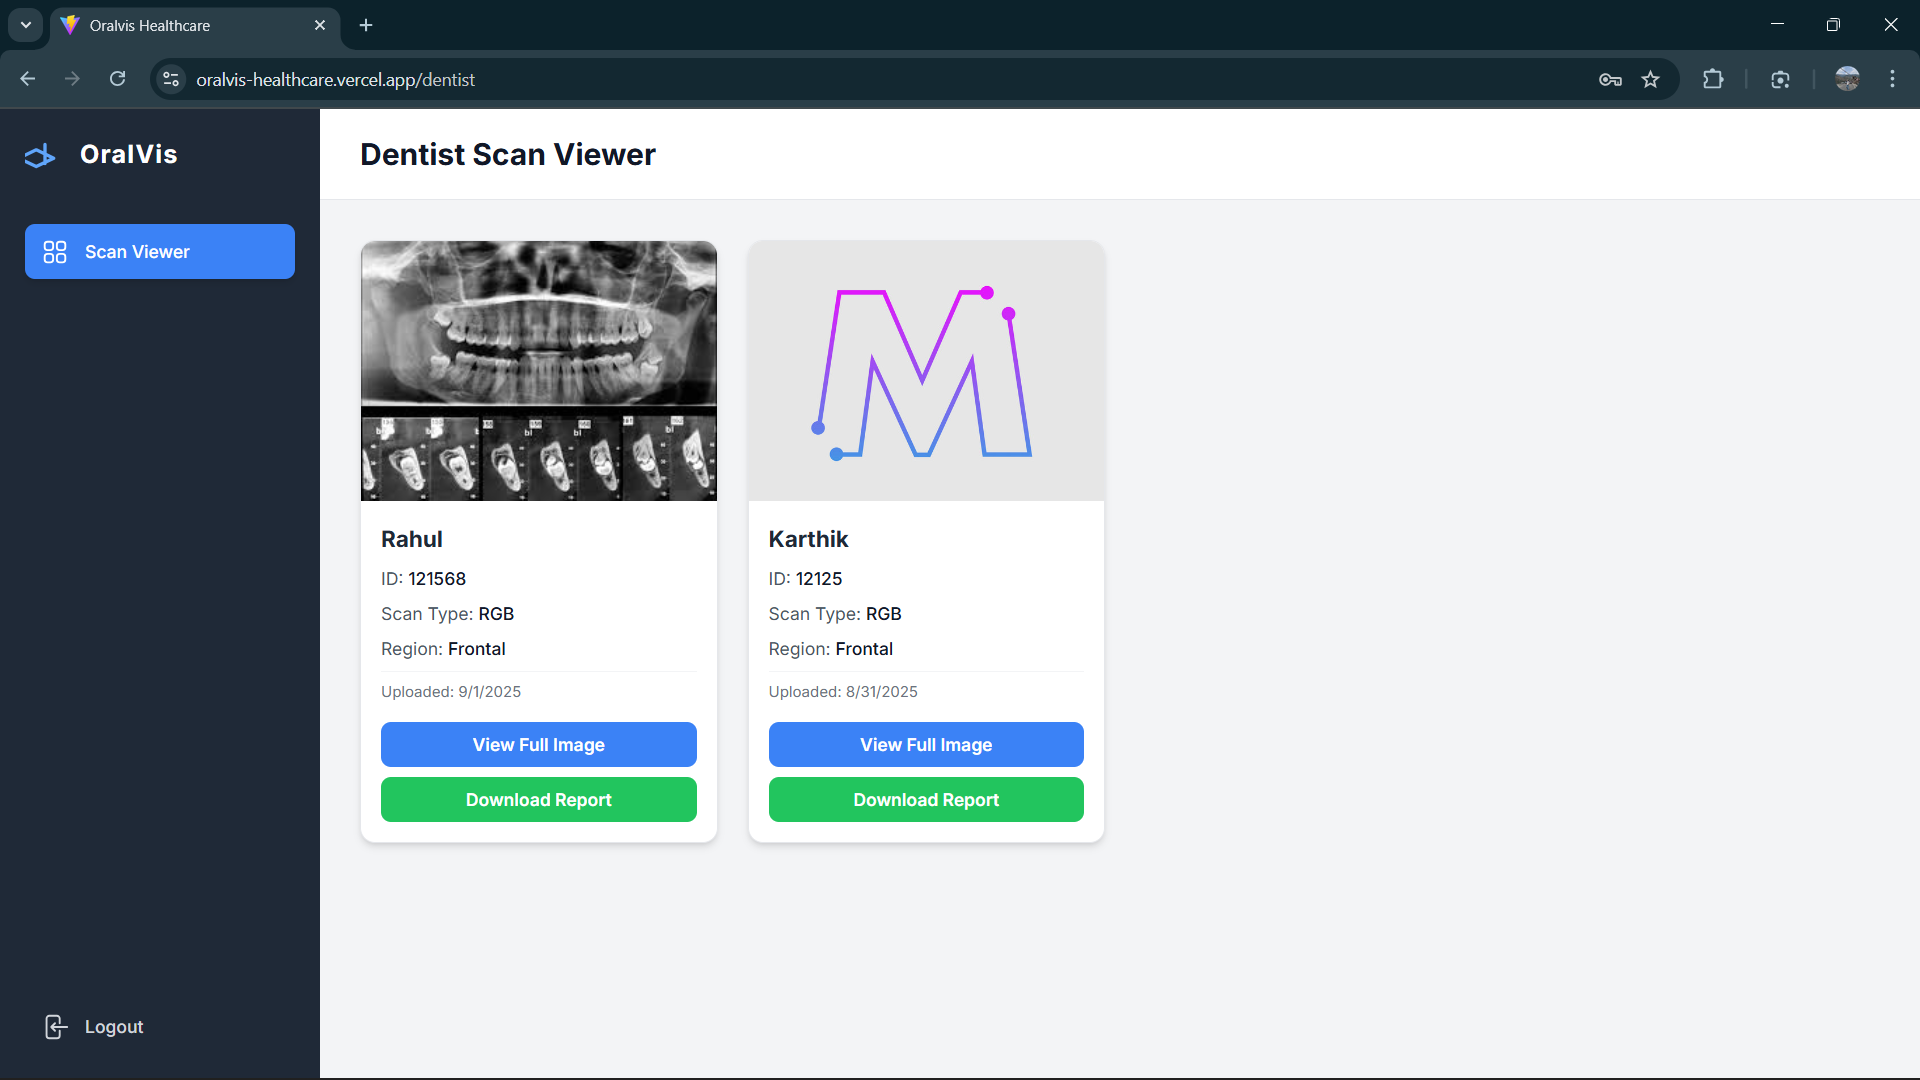 Oralvis Healthcare
oralvis-healthcare.vercel.app/dentist
OralVis
Scan Viewer
Logout
Dentist Scan Viewer
Rahul
ID: 121568
Scan Type: RGB
Region: Frontal
Uploaded: 9/1/2025
View Full Image
Download Report
M
Karthik
ID: 12125
Scan Type: RGB
Region: Frontal
Uploaded: 8/31/2025
View Full Image
Download Report